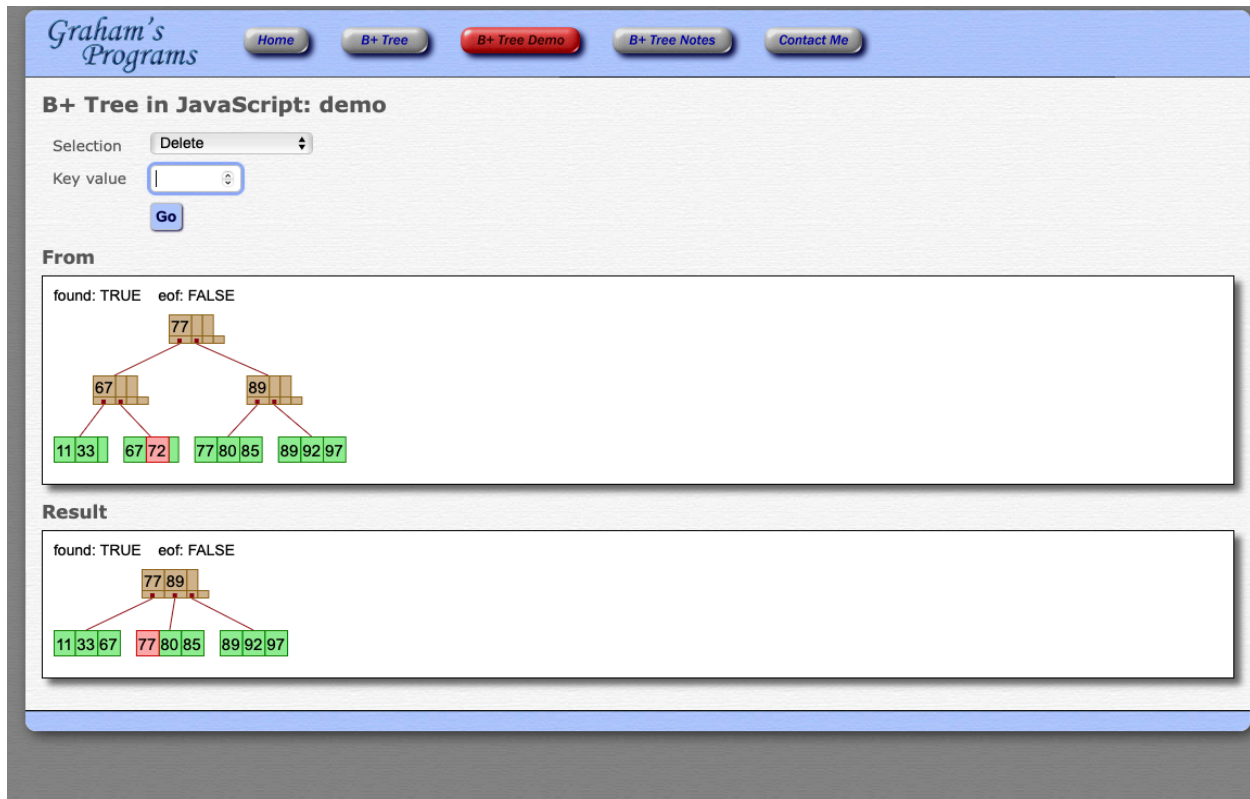 Graham's
Programs
Home B+ Tree B+ Tree Demo B+ Tree Notes Contact Me
B+ Tree in JavaScript: demo
Selection Delete
Key value
Go
From
found: TRUE eof: FALSE
77
67 89
11 33 67 72 77 80 85 89 92 97
Result
found: TRUE eof: FALSE
77 89
11 33 67 77 80 85 89 92 97